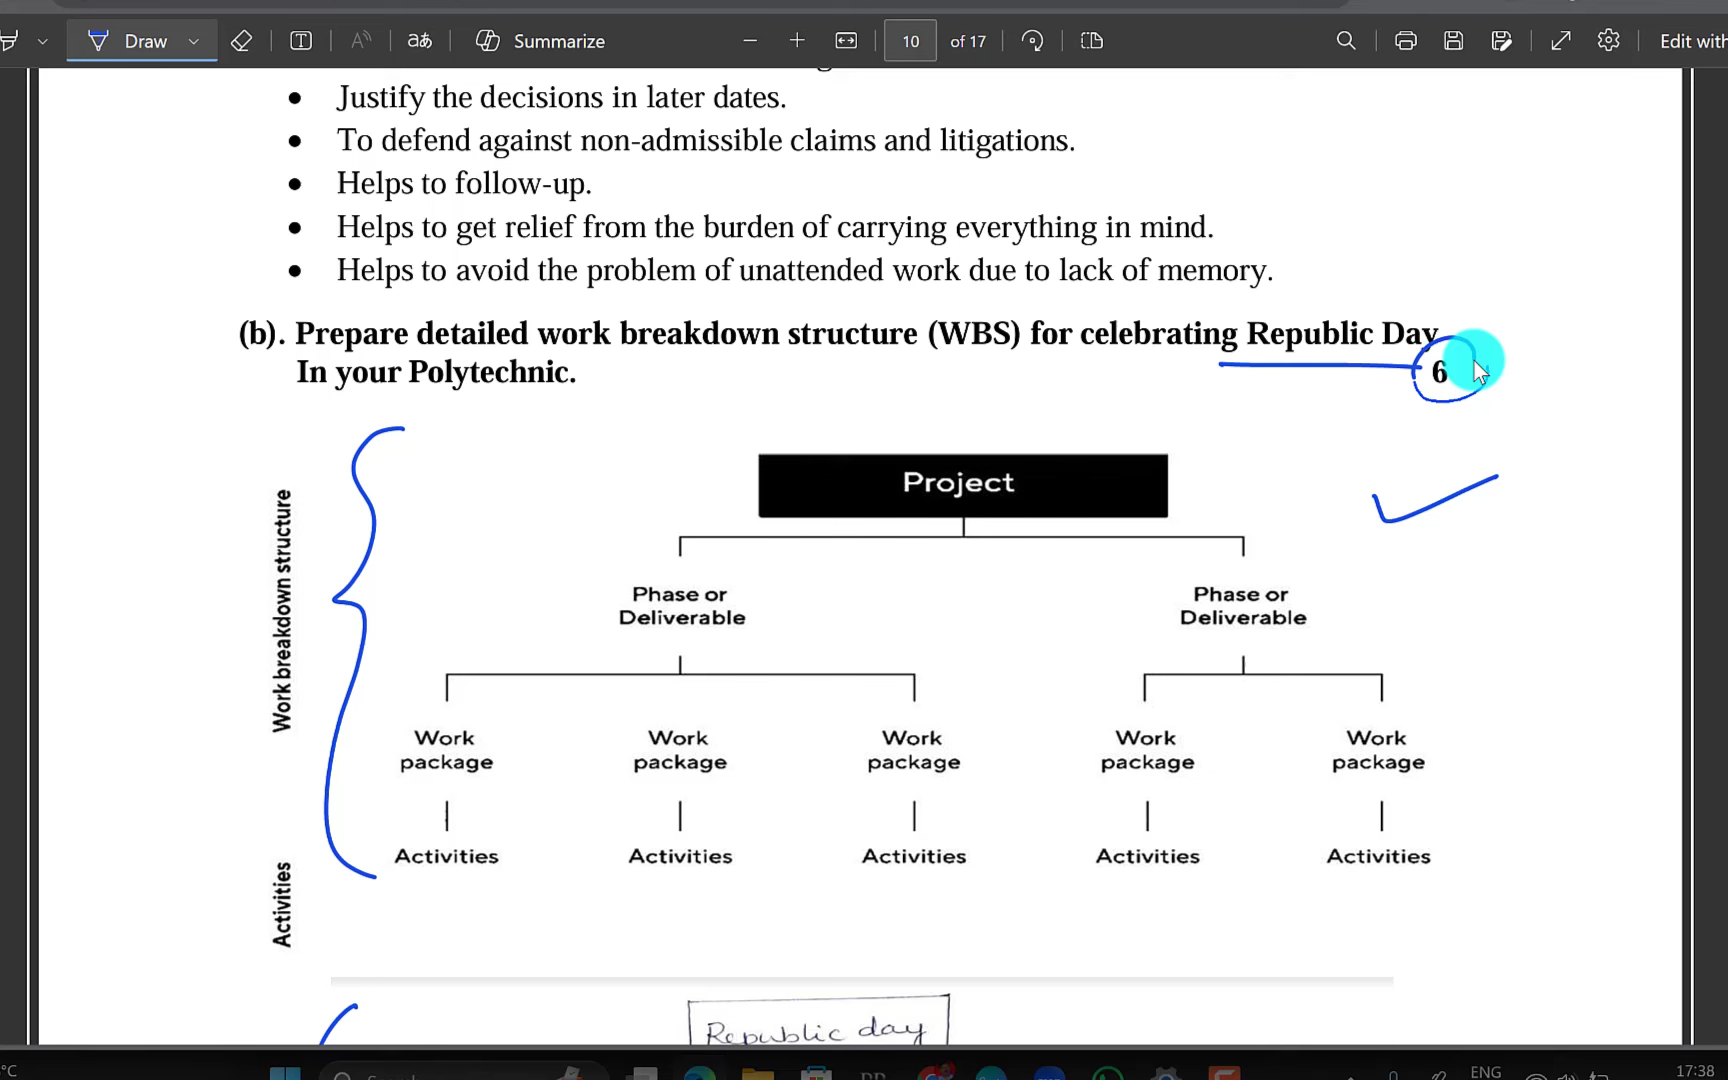 Draw
T
A
aあ
Summarize
10 of 17
Edit with
Justify the decisions in later dates.
To defend against non-admissible claims and litigations.
Helps to follow-up.
Helps to get relief from the burden of carrying everything in mind.
Helps to avoid the problem of unattended work due to lack of memory.
(b). Prepare detailed work breakdown structure (WBS) for celebrating Republic Day
In your Polytechnic. 6
Work breakdown structure
Project
Phase or Phase or
Deliverable Deliverable
Work Work Work Work Work
package package package package package
Activities Activities Activities Activities Activities
Activities
Republic day
ENG
17:38